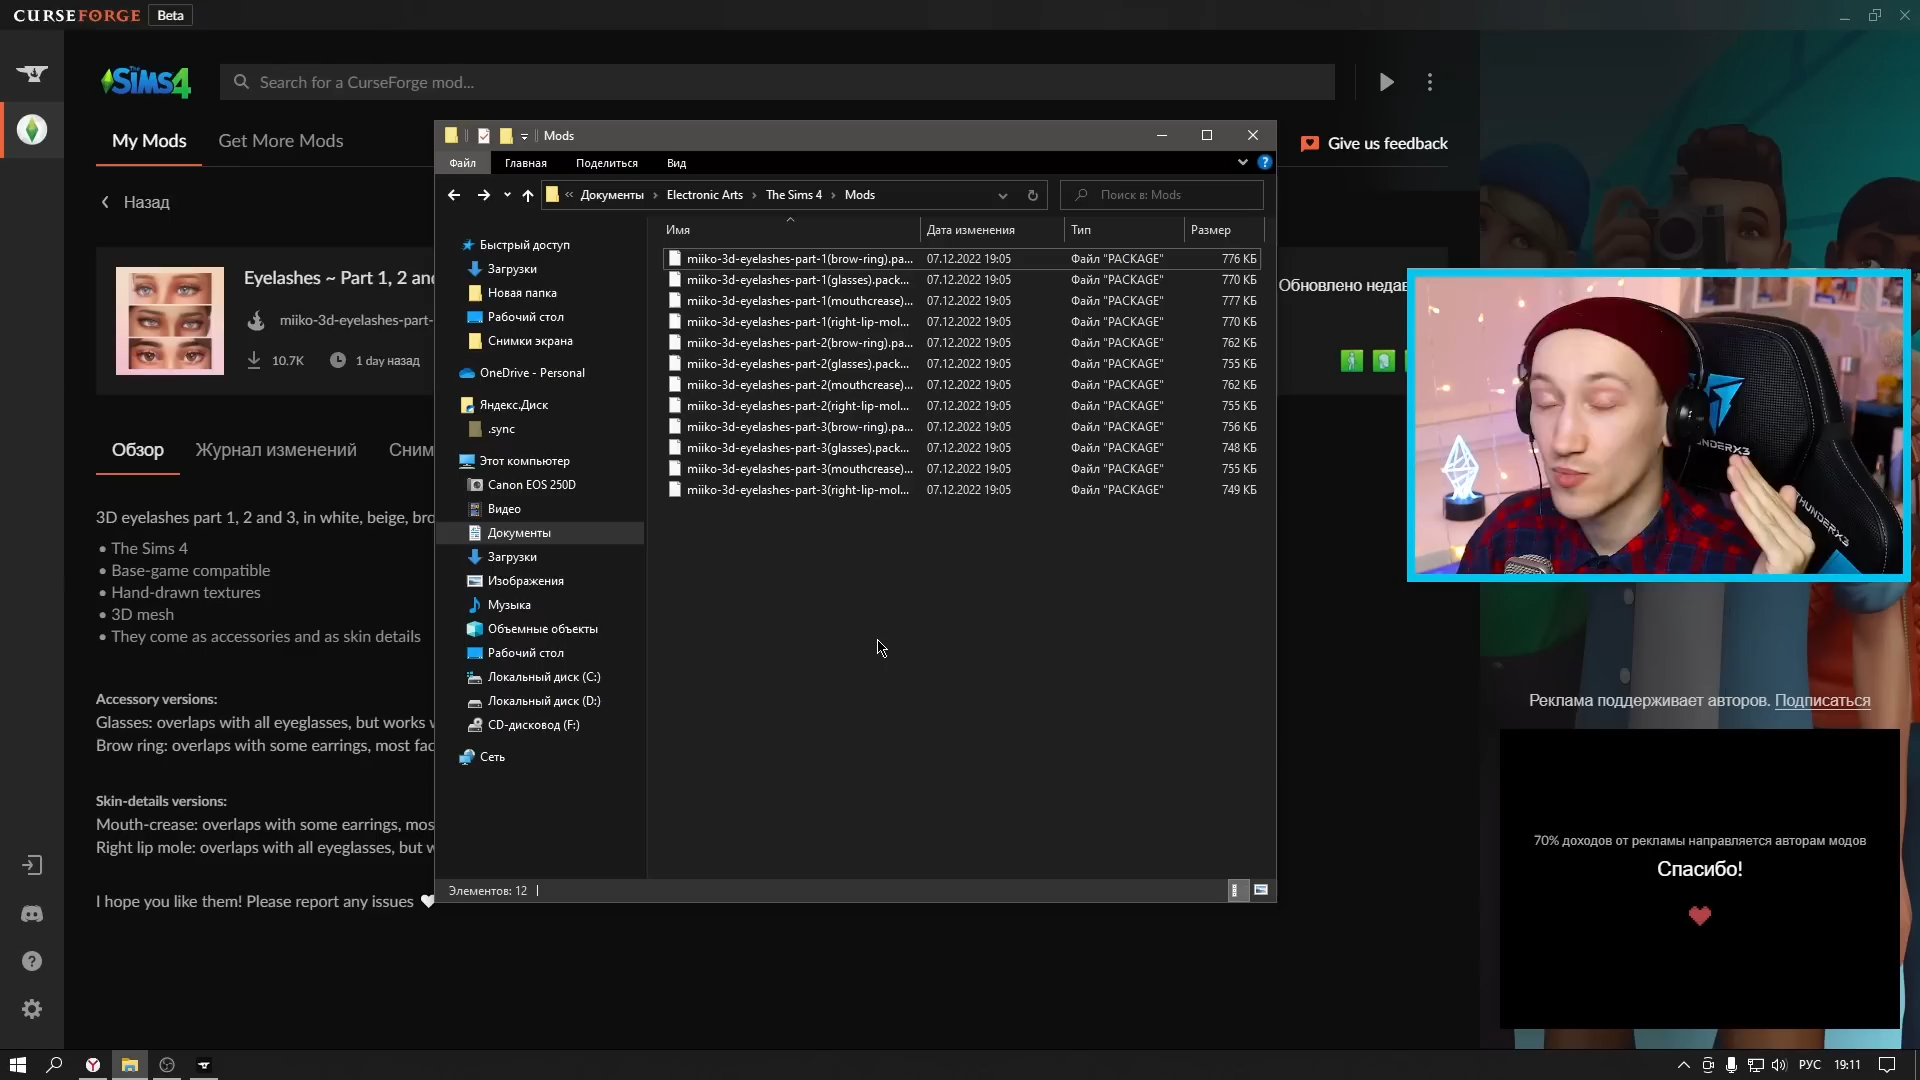 CURSEFORGE Beta
The SIMS 4
Search for a CurseForge mod...
My Mods
Get More Mods
Give us feedback
Назад
Eyelashes ~ Part 1, 2 and
miiko-3d-eyelashes-part-
10.7K
1 day назад
Обновлено недав
Обзор
Журнал изменений
Сним
3D eyelashes part 1, 2 and 3, in white, beige, bro
• The Sims 4
• Base-game compatible
• Hand-drawn textures
• 3D mesh
• They come as accessories and as skin details
Accessory versions:
Glasses: overlaps with all eyeglasses, but works w
Brow ring: overlaps with some earrings, most fac
Skin-details versions:
Mouth-crease: overlaps with some earrings, mos
Right lip mole: overlaps with all eyeglasses, but w
I hope you like them! Please report any issues
Mods
Файл
Главная
Поделиться
Вид
« Документы › Electronic Arts › The Sims 4 › Mods
Поиск в: Mods
Быстрый доступ
Загрузки
Новая папка
Рабочий стол
Снимки экрана
OneDrive - Personal
Яндекс.Диск
.sync
Этот компьютер
Canon EOS 250D
Видео
Документы
Загрузки
Изображения
Музыка
Объемные объекты
Рабочий стол
Локальный диск (C:)
Локальный диск (D:)
CD-дисковод (F:)
Сеть
Имя Дата изменения Тип Размер
miiko-3d-eyelashes-part-1(brow-ring).pa... 07.12.2022 19:05 Файл "PACKAGE" 776 КБ
miiko-3d-eyelashes-part-1(glasses).pack... 07.12.2022 19:05 Файл "PACKAGE" 770 КБ
miiko-3d-eyelashes-part-1(mouthcrease)... 07.12.2022 19:05 Файл "PACKAGE" 777 КБ
miiko-3d-eyelashes-part-1(right-lip-mol... 07.12.2022 19:05 Файл "PACKAGE" 770 КБ
miiko-3d-eyelashes-part-2(brow-ring).pa... 07.12.2022 19:05 Файл "PACKAGE" 762 КБ
miiko-3d-eyelashes-part-2(glasses).pack... 07.12.2022 19:05 Файл "PACKAGE" 755 КБ
miiko-3d-eyelashes-part-2(mouthcrease)... 07.12.2022 19:05 Файл "PACKAGE" 762 КБ
miiko-3d-eyelashes-part-2(right-lip-mol... 07.12.2022 19:05 Файл "PACKAGE" 755 КБ
miiko-3d-eyelashes-part-3(brow-ring).pa... 07.12.2022 19:05 Файл "PACKAGE" 756 КБ
miiko-3d-eyelashes-part-3(glasses).pack... 07.12.2022 19:05 Файл "PACKAGE" 748 КБ
miiko-3d-eyelashes-part-3(mouthcrease)... 07.12.2022 19:05 Файл "PACKAGE" 755 КБ
miiko-3d-eyelashes-part-3(right-lip-mol... 07.12.2022 19:05 Файл "PACKAGE" 749 КБ
Элементов: 12
THUNDERX3
Реклама поддерживает авторов. Подписаться
70% доходов от рекламы направляется авторам модов
Спасибо!
РУС 19:11